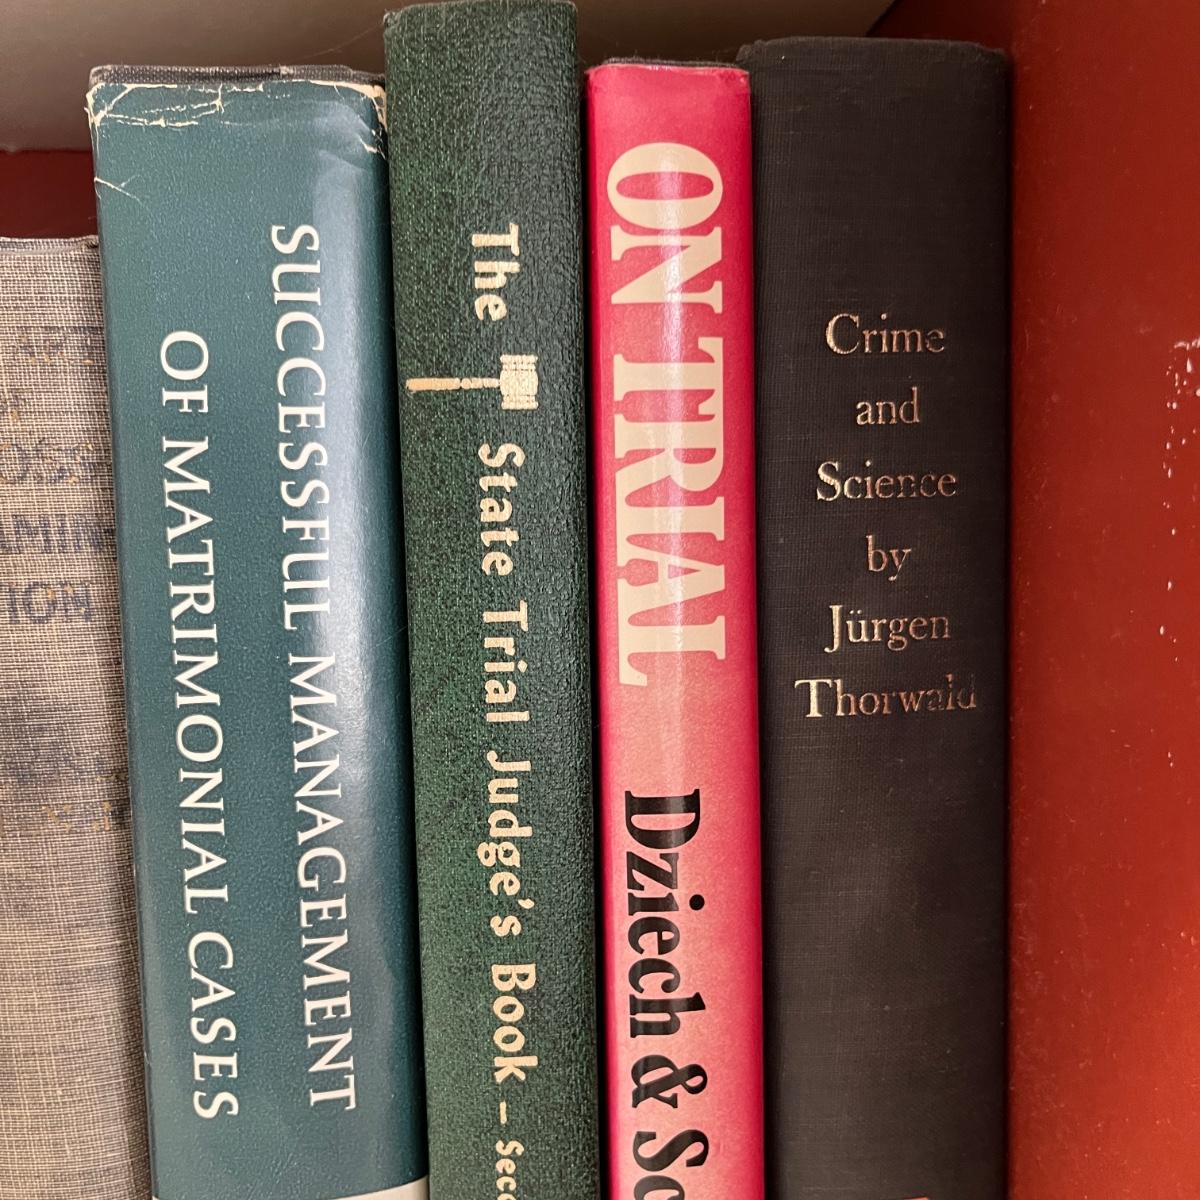 SUCCESSFUL MANAGEMENT
OF MATRIMONIAL CASES
The State Trial Judge's Book –
ON TRIAL
Dziech &
Crime
and
Science
by
Jürgen
Thorwald